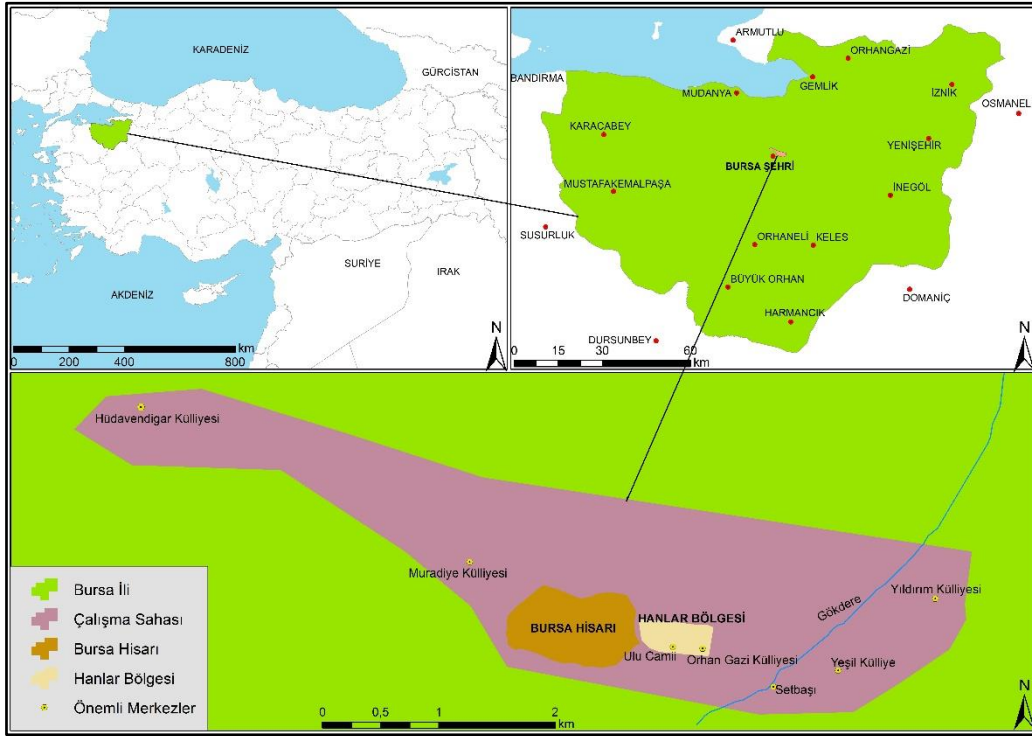 KARADENİZ
GÜRCİSTAN
SURİYE
IRAK
AKDENİZ
N
km
0 200 400 800
ARMUTLU
ORHANGAZİ
BANDIRMA
GEMLİK
MUDANYA
İZNİK
OSMANEL
KARACABEY
YENİŞEHİR
BURSA ŞEHRİ
MUSTAFAKEMALPAŞA
İNEGÖL
SUSURLUK
ORHANELİ
KELES
BÜYÜK ORHAN
DOMANİÇ
HARMANCIK
DURSUNBEY
N
0 15 30 60
km
Hüdavendigar Külliyesi
Muradiye Külliyesi
Yıldırım Külliyesi
Gökdere
HANLAR BÖLGESİ
BURSA HİSARI
Ulu Camii
Orhan Gazi Külliyesi
Yeşil Külliye
Setbaşı
Bursa İli
Çalışma Sahası
Bursa Hisarı
Hanlar Bölgesi
Önemli Merkezler
0 0,5 1 2
km
N